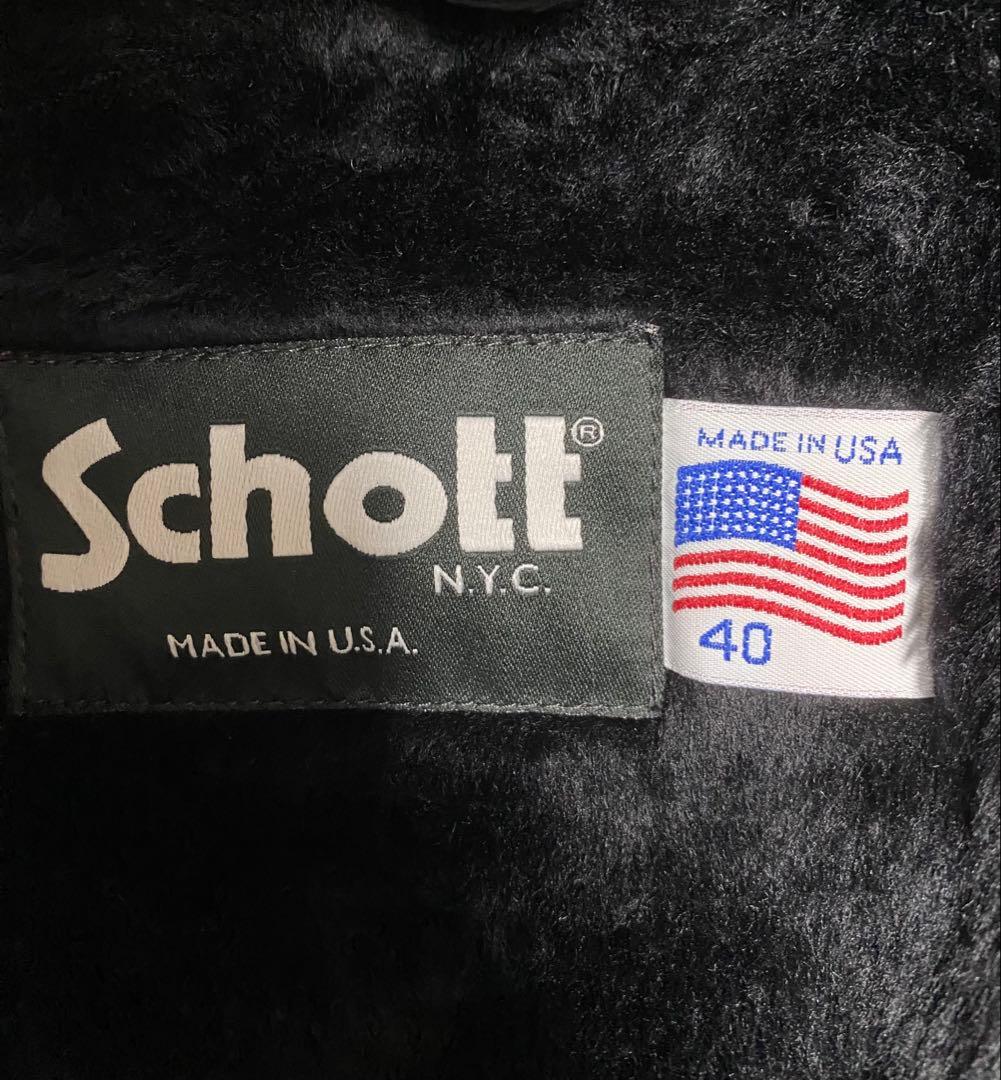 Schott®
N.Y.C.
MADE IN U.S.A.
MADE IN USA
40